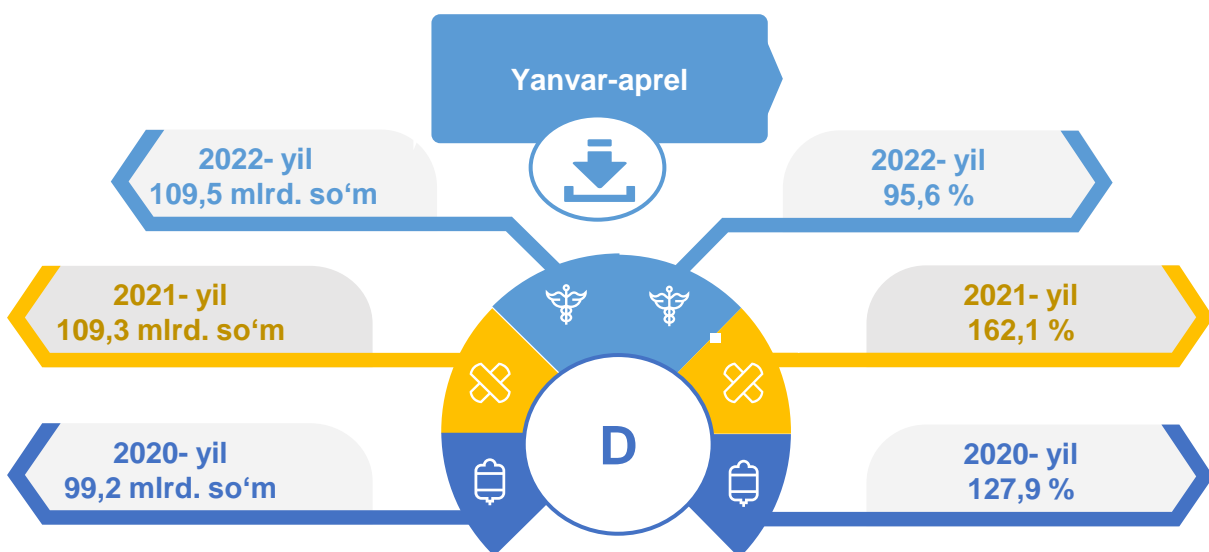 Yanvar-aprel
2022- yil
109,5 mlrd. so‘m
2022- yil
95,6 %
2021- yil
109,3 mlrd. so‘m
2021- yil
162,1 %
2020- yil
99,2 mlrd. so‘m
D
2020- yil
127,9 %